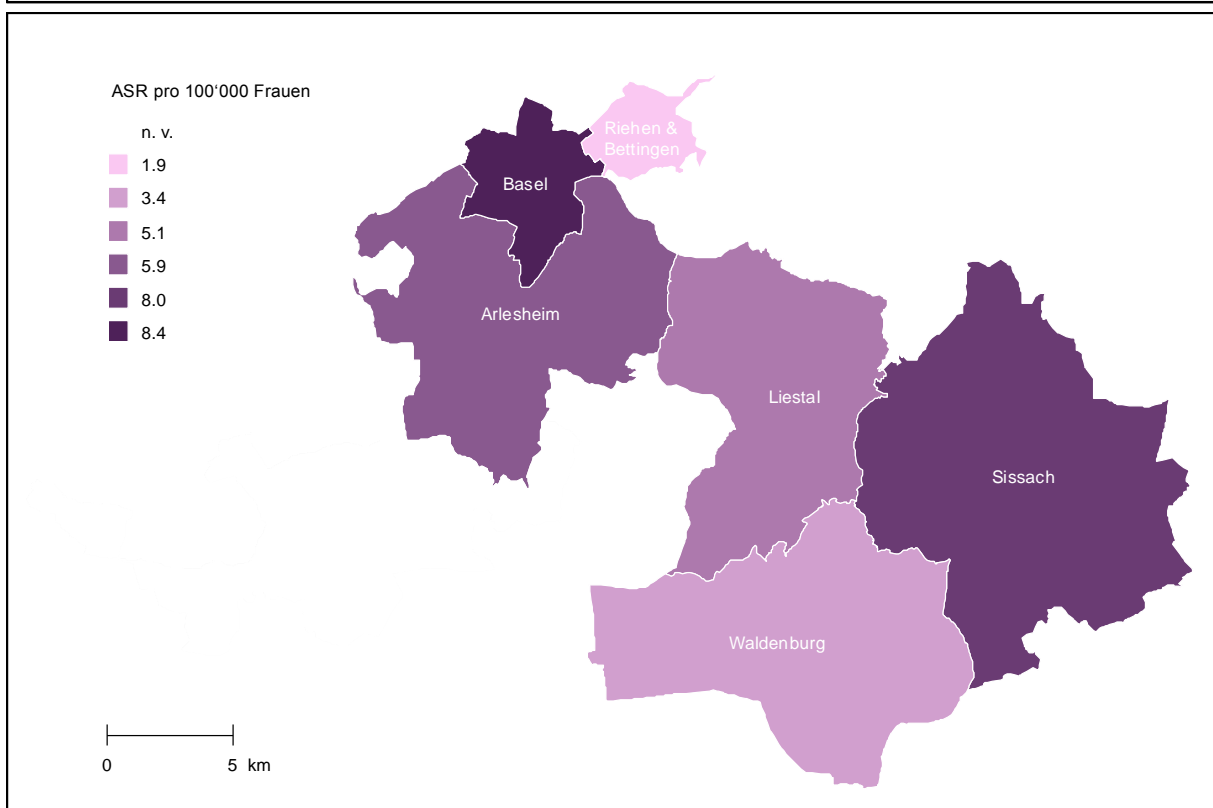 ASR pro 100‘000 Frauen
n. v.
1.9
3.4
5.1
5.9
8.0
8.4
Riehen &
Bettingen
Basel
Arlesheim
Liestal
Sissach
Waldenburg
0 5 km